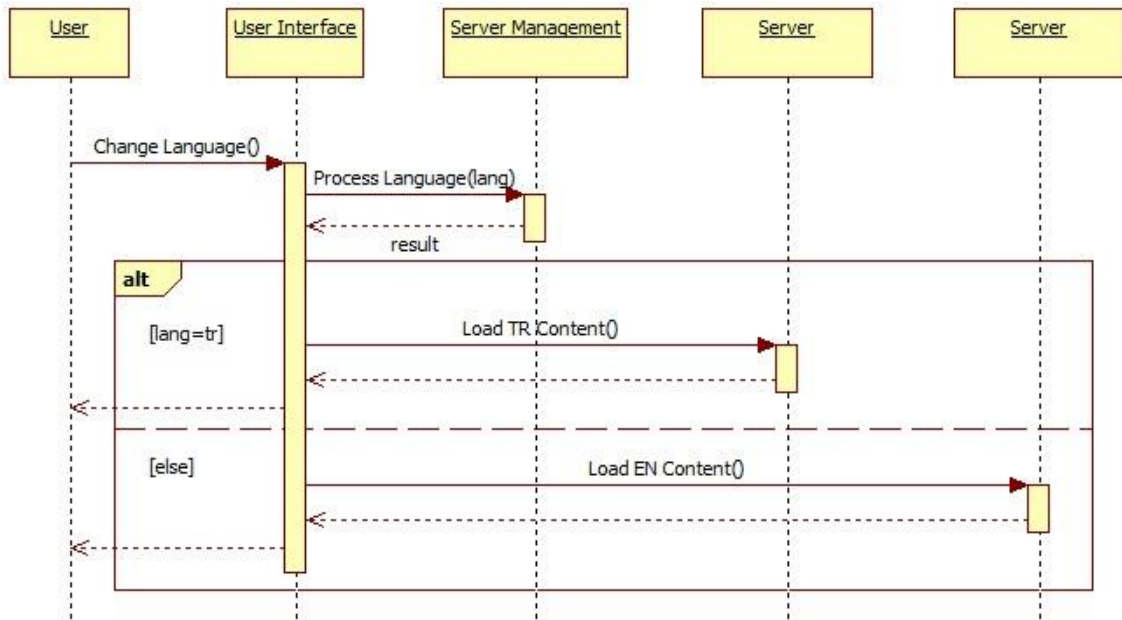 User
User Interface
Server Management
Server
Server
Change Language()
Process Language(lang)
result
alt
[lang=tr]
Load TR Content()
[else]
Load EN Content()